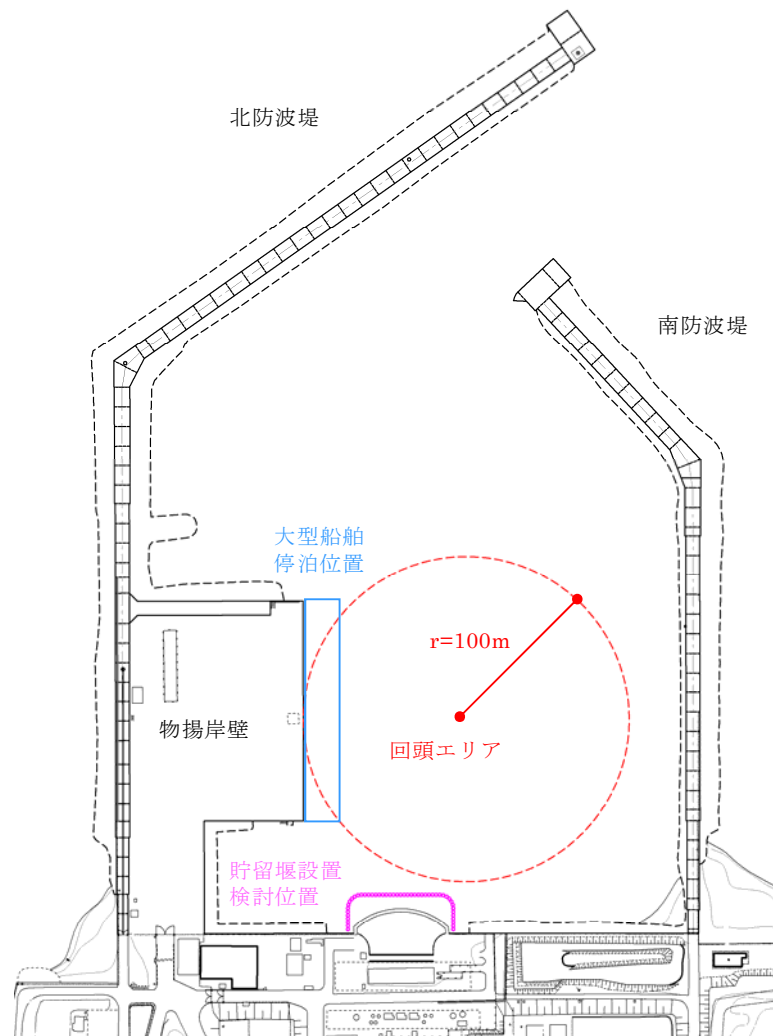 北防波堤
南防波堤
大型船舶
停泊位置
r=100m
物揚岸壁
回頭エリア
貯留堰設置
検討位置